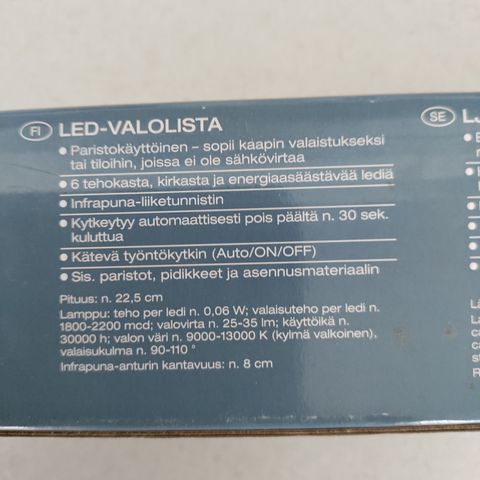 FI LED-VALOLISTA
• Paristokäyttöinen – sopii kaapin valaistukseksi
tai tiloihin, joissa ei ole sähkövirtaa
• 6 tehokasta, kirkasta ja energiaasäästävää lediä
• Infrapuna-liiketunnistin
• Kytkeytyy automaattisesti pois päältä n. 30 sek.
kuluttua
• Kätevä työntökytkin (Auto/ON/OFF)
• Sis. paristot, pidikkeet ja asennusmateriaalin
Pituus: n. 22,5 cm
Lamppu: teho per ledi n. 0,06 W; valaisuteho per ledi n.
1800-2200 mcd; valovirta n. 25-35 lm; käyttöikä n.
30000 h; valon väri n. 9000-13000 K (kylmä valkoinen),
valaisukulma n. 90-110 °
Infrapuna-anturin kantavuus: n. 8 cm
SE